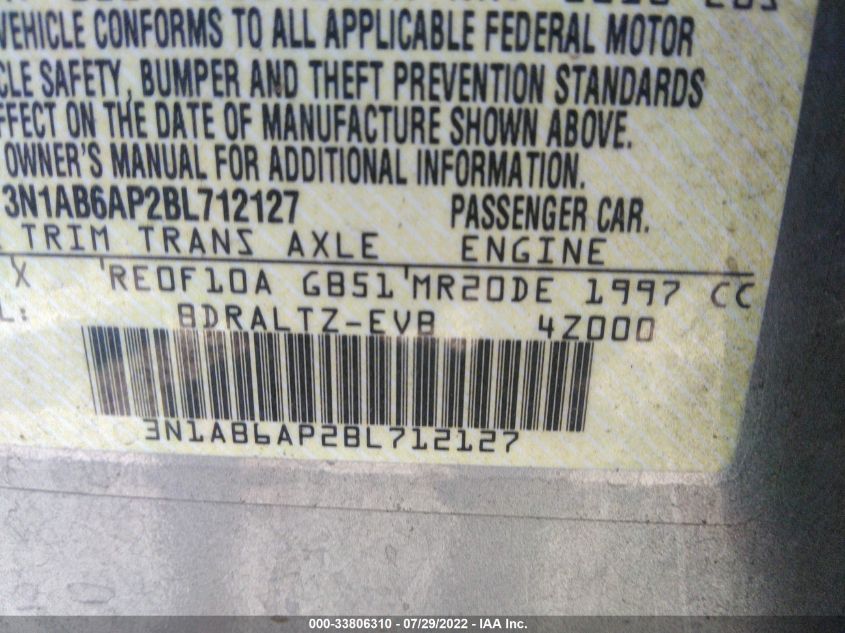 VEHICLE CONFORMS TO ALL APPLICABLE FEDERAL MOTOR
CLE SAFETY, BUMPER AND THEFT PREVENTION STANDARDS
FFECT ON THE DATE OF MANUFACTURE SHOWN ABOVE.
OWNER'S MANUAL FOR ADDITIONAL INFORMATION.
3N1AB6AP2BL712127 PASSENGER CAR.
TRIM TRANS AXLE ENGINE
X RE0F10A GB51 MR20DE 1997 CC
L: BDRALTZ-EVB 4Z000
3N1AB6AP2BL712127
000-33806310 / 07/29/2022 - IAA Inc.